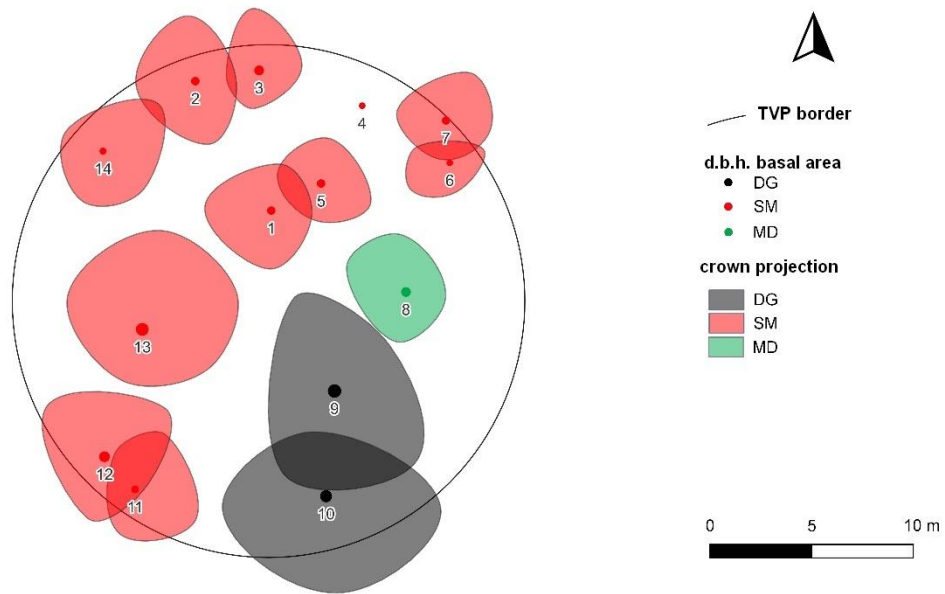 3
2
4
7
14
6
5
1
8
13
9
12
11
10
TVP border
d.b.h. basal area
DG
SM
MD
crown projection
DG
SM
MD
0 5 10 m